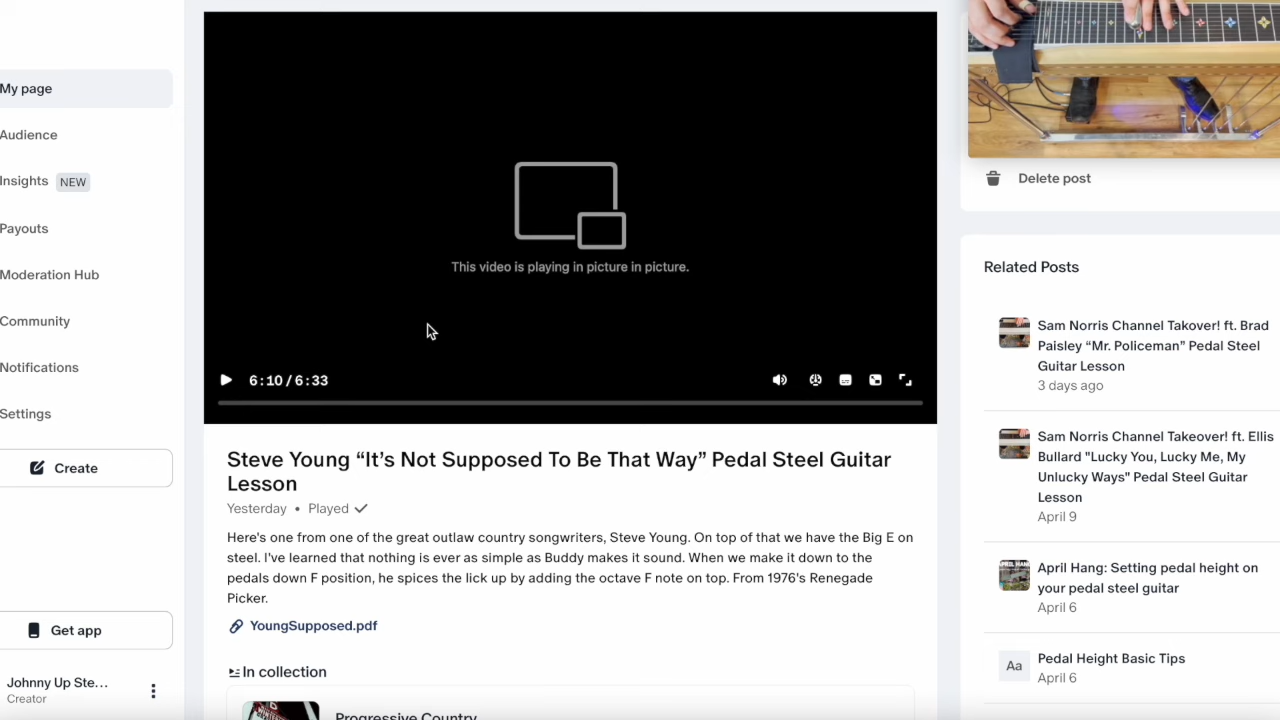 My page
Audience
Insights NEW
Payouts
Moderation Hub
Community
Notifications
Settings
Create
Get app
Johnny Up Ste...
Creator
This video is playing in picture in picture.
6:10 / 6:33
Steve Young “It’s Not Supposed To Be That Way” Pedal Steel Guitar
Lesson
Yesterday • Played
Here's one from one of the great outlaw country songwriters, Steve Young. On top of that we have the Big E on
steel. I've learned that nothing is ever as simple as Buddy makes it sound. When we make it down to the
pedals down F position, he spices the lick up by adding the octave F note on top. From 1976's Renegade
Picker.
YoungSupposed.pdf
In collection
Progressive Country
Delete post
Related Posts
Sam Norris Channel Takover! ft. Brad
Paisley “Mr. Policeman” Pedal Steel
Guitar Lesson
3 days ago
Sam Norris Channel Takeover! ft. Ellis
Bullard "Lucky You, Lucky Me, My
Unlucky Ways" Pedal Steel Guitar
Lesson
April 9
April Hang: Setting pedal height on
your pedal steel guitar
April 6
Aa
Pedal Height Basic Tips
April 6